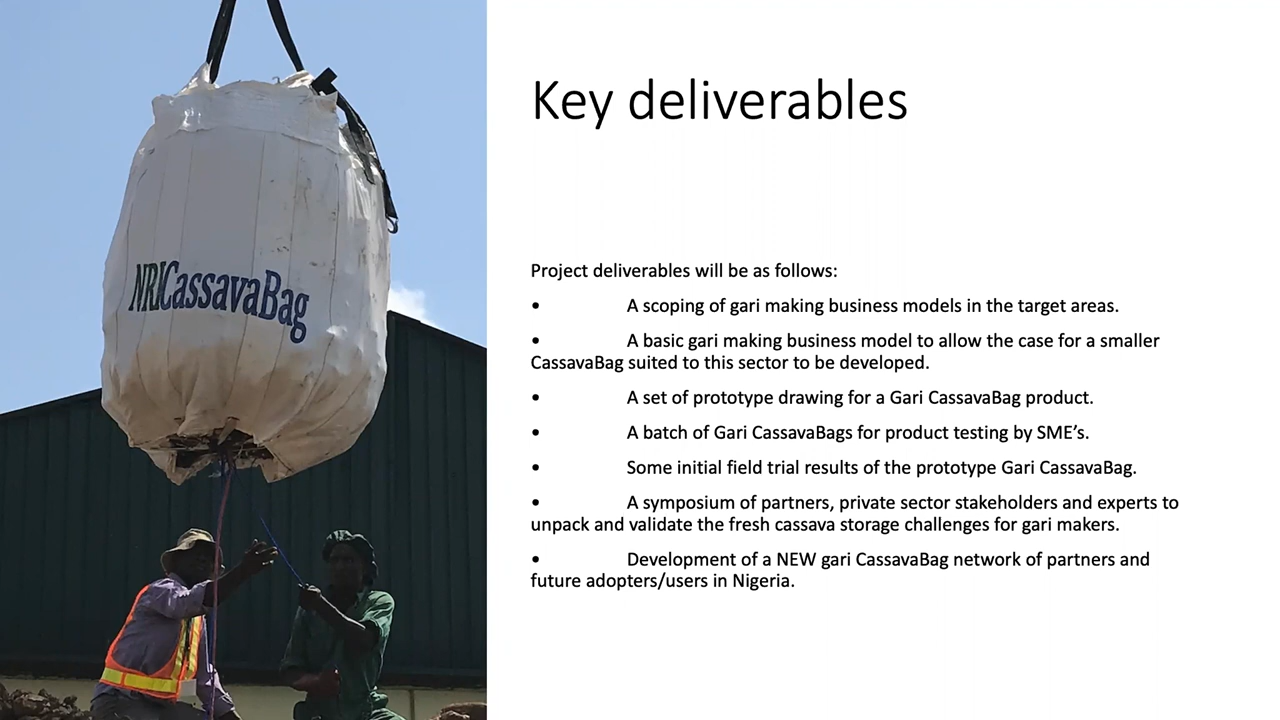 NRICassavaBag
Key deliverables
Project deliverables will be as follows:
• A scoping of gari making business models in the target areas.
• A basic gari making business model to allow the case for a smaller
CassavaBag suited to this sector to be developed.
• A set of prototype drawing for a Gari CassavaBag product.
• A batch of Gari CassavaBags for product testing by SME’s.
• Some initial field trial results of the prototype Gari CassavaBag.
• A symposium of partners, private sector stakeholders and experts to
unpack and validate the fresh cassava storage challenges for gari makers.
• Development of a NEW gari CassavaBag network of partners and
future adopters/users in Nigeria.